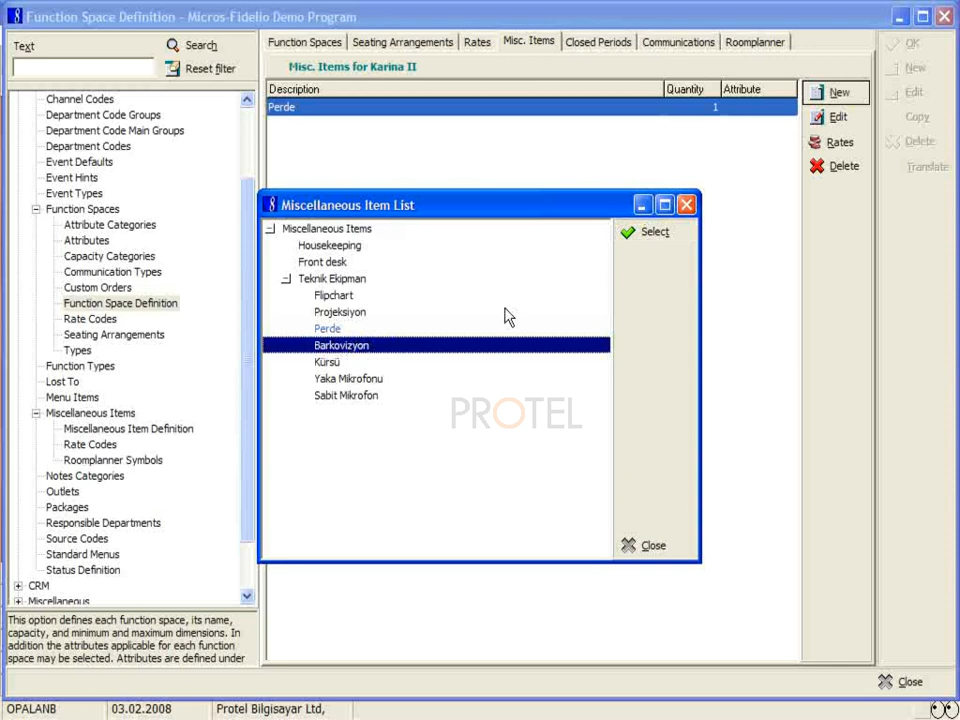 Function Space Definition - Micros-Fidelio Demo Program
Text
Search
Reset filter
Channel Codes
Department Code Groups
Department Code Main Groups
Department Codes
Event Defaults
Event Hints
Event Types
Function Spaces
Attribute Categories
Attributes
Capacity Categories
Communication Types
Custom Orders
Function Space Definition
Rate Codes
Seating Arrangements
Types
Function Types
Lost To
Menu Items
Miscellaneous Items
Miscellaneous Item Definition
Rate Codes
Roomplanner Symbols
Notes Categories
Outlets
Packages
Responsible Departments
Source Codes
Standard Menus
Status Definition
CRM
Miscellaneous
This option defines each function space, its name,
capacity, and minimum and maximum dimensions. In
addition the attributes applicable for each function
space may be selected. Attributes are defined under
Function Spaces Seating Arrangements Rates Misc. Items Closed Periods Communications Roomplanner
Misc. Items for Karina II
Description Quantity Attribute
Perde 1
New
Edit
Rates
Delete
Miscellaneous Item List
Miscellaneous Items
Housekeeping
Front desk
Teknik Ekipman
Flipchart
Projeksiyon
Perde
Barkovizyon
Kürsü
Yaka Mikrofonu
Sabit Mikrofon
Select
Close
PROTEL
OK
New
Edit
Copy
Delete
Translate
Close
OPALANB 03.02.2008 Protel Bilgisayar Ltd,